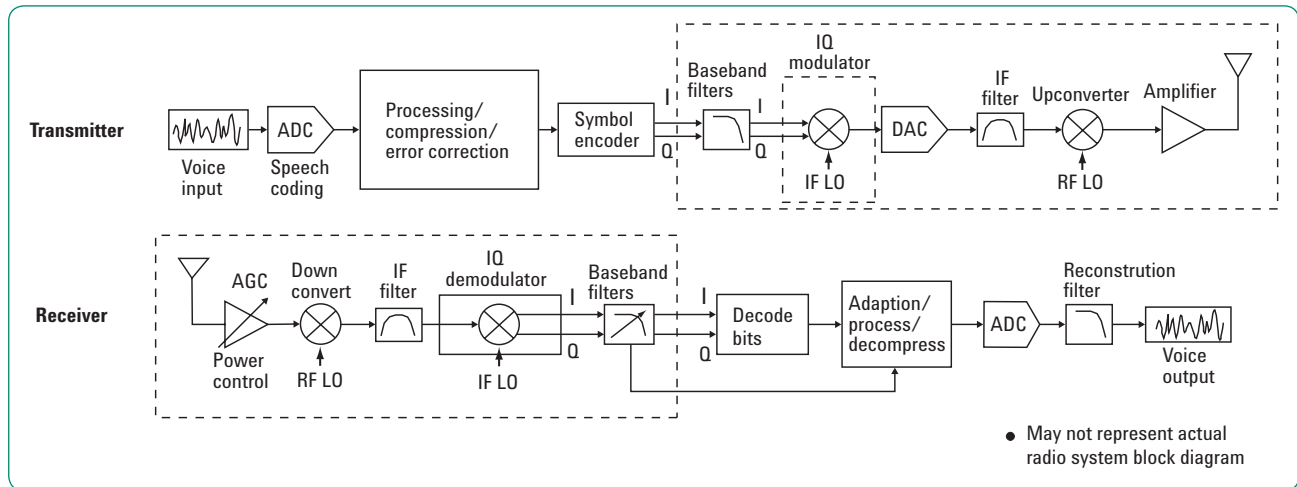 Transmitter
Voice
input
ADC
Speech
coding
Processing/
compression/
error correction
Symbol
encoder
I
Q
Baseband
filters
I
Q
IQ
modulator
IF LO
DAC
IF
filter
Upconverter
RF LO
Amplifier
Receiver
AGC
Power
control
Down
convert
RF LO
IF
filter
IQ
demodulator
IF LO
I
Q
Baseband
filters
I
Q
Decode
bits
Adaption/
process/
decompress
ADC
Reconstrution
filter
Voice
output
● May not represent actual
radio system block diagram